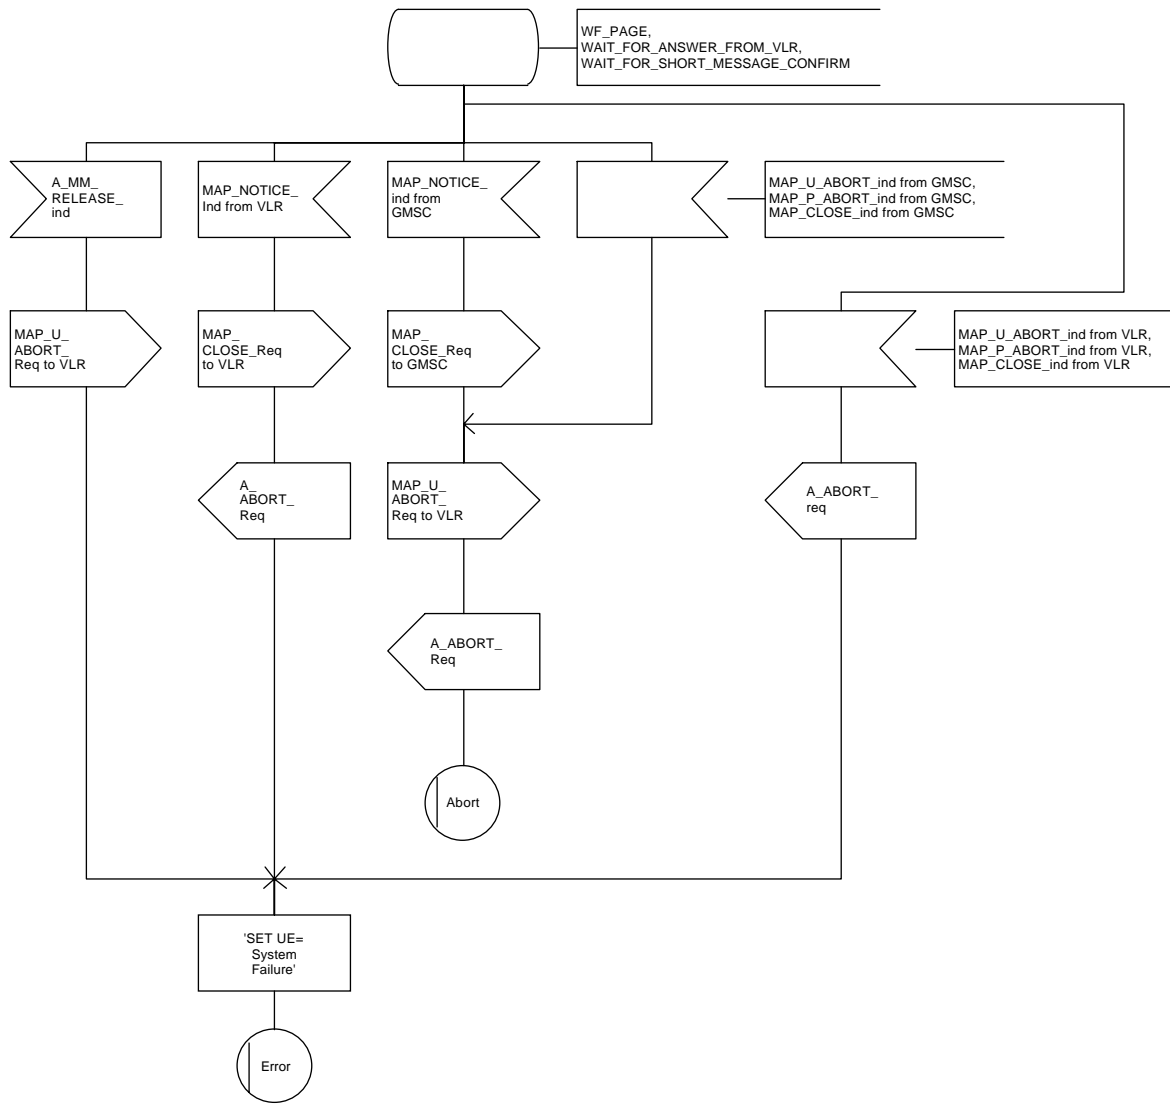 WF_PAGE,
WAIT_FOR_ANSWER_FROM_VLR,
WAIT_FOR_SHORT_MESSAGE_CONFIRM
A_MM_
RELEASE_
ind
MAP_NOTICE_
Ind from VLR
MAP_NOTICE_
ind from
GMSC
MAP_U_ABORT_ind from GMSC,
MAP_P_ABORT_ind from GMSC,
MAP_CLOSE_ind from GMSC
MAP_U_
ABORT_
Req to VLR
MAP_
CLOSE_Req
to VLR
MAP_
CLOSE_Req
to GMSC
MAP_U_ABORT_ind from VLR,
MAP_P_ABORT_ind from VLR,
MAP_CLOSE_ind from VLR
A_
ABORT_
Req
MAP_U_
ABORT_
Req to VLR
A_ABORT_
req
A_ABORT_
Req
Abort
'SET UE=
System
Failure'
Error